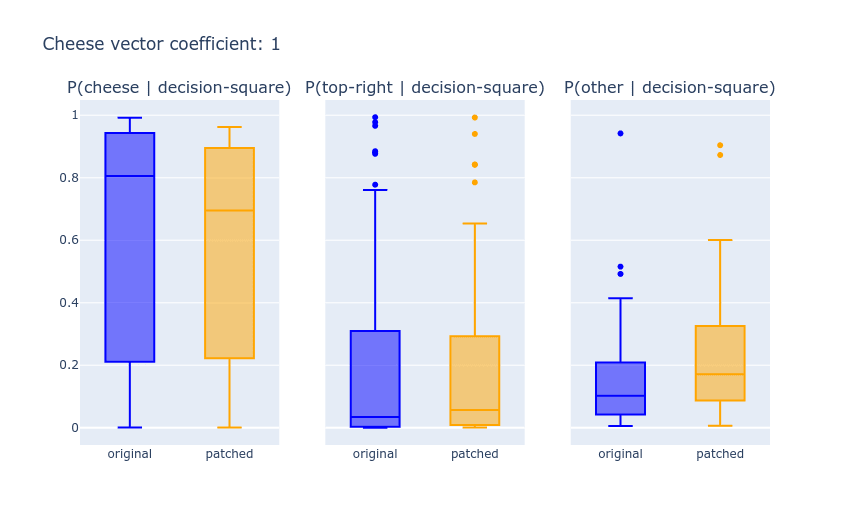 Cheese vector coefficient: 1
P(cheese | decision-square) P(top-right | decision-square) P(other | decision-square)
1
0.8
0.6
0.4
0.2
0
original patched original patched original patched